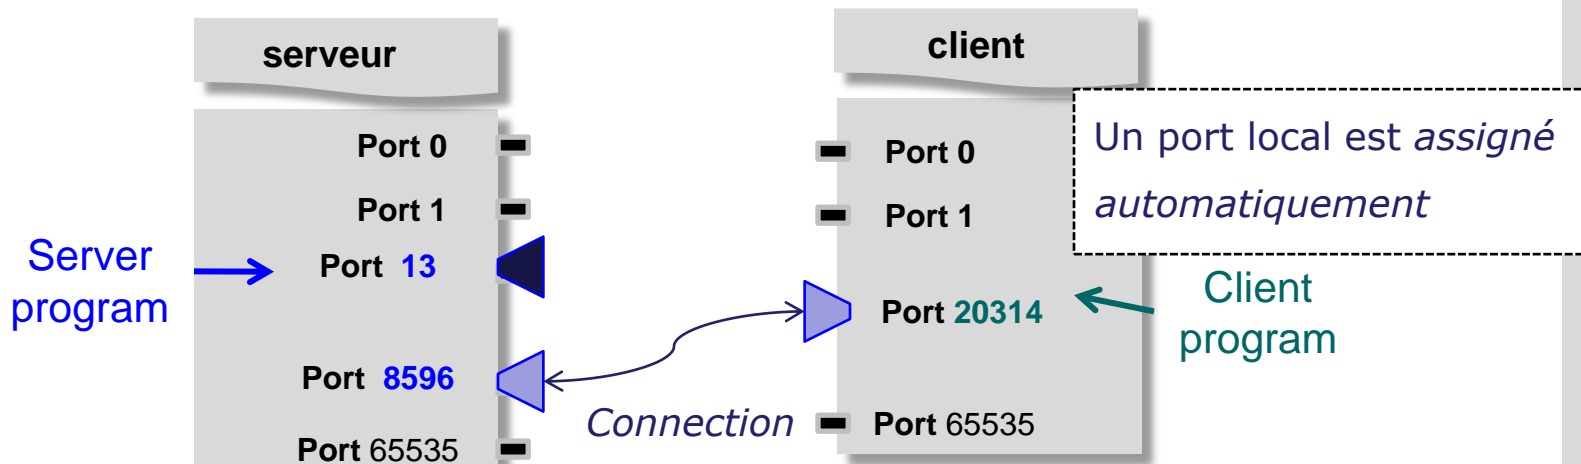 serveur
Port 0
Port 1
Server
program
Port 13
Port 8596
Port 65535
Connection
client
Port 0
Port 1
Port 20314
Port 65535
Un port local est assigné
automatiquement
Client
program